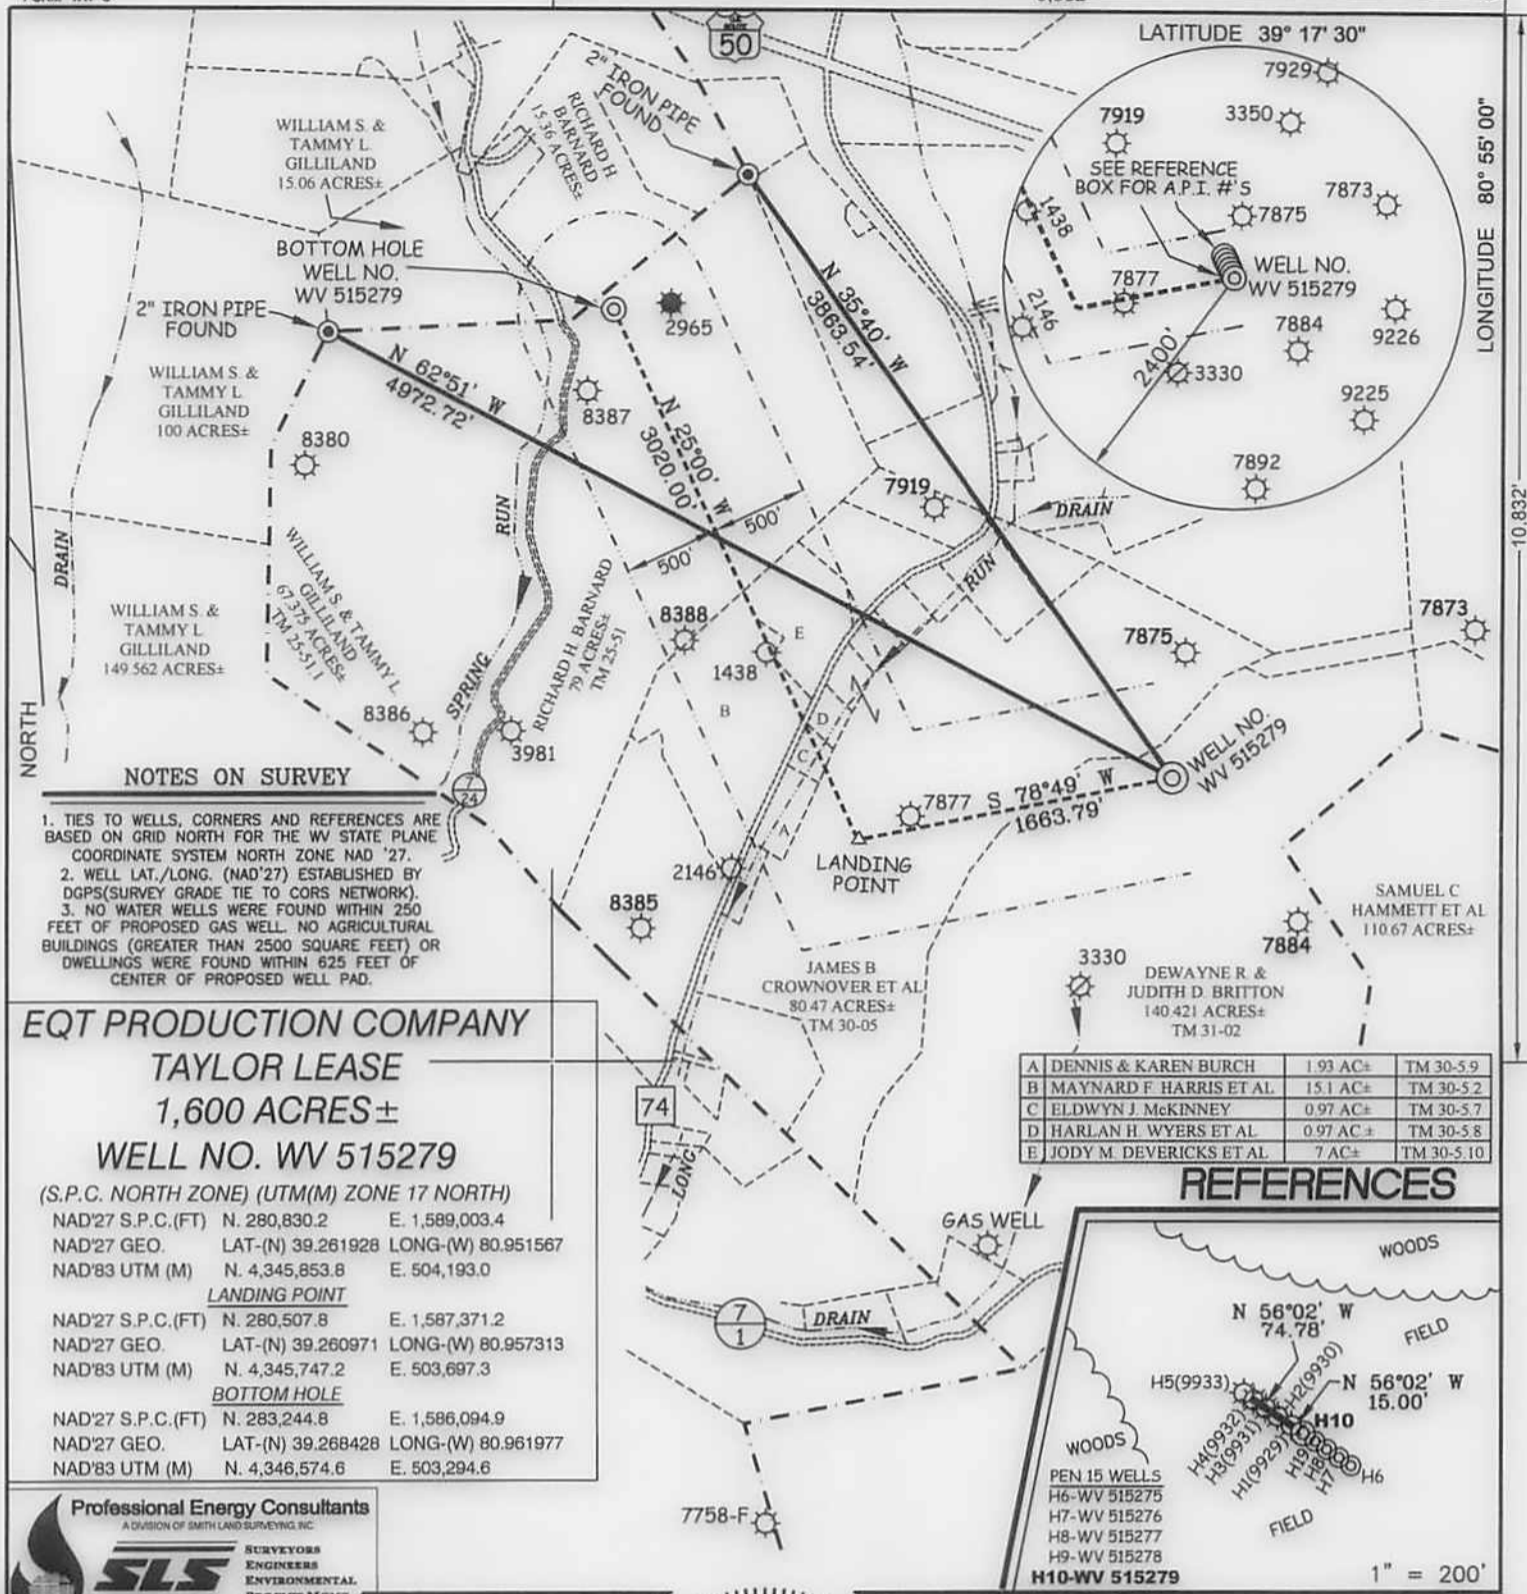 US
ROUTE
50
LATITUDE 39° 17' 30"
LONGITUDE 80° 55' 00"
10,832'
7929
3350
7919
SEE REFERENCE
BOX FOR A.P.I. #'S
7873
7875
1438
7877
WELL NO.
WV 515279
2146
9226
7884
2400'
3330
9225
7892
2" IRON PIPE
FOUND
RICHARD H
BARNARD
15.36 ACRES±
WILLIAM S. &
TAMMY L.
GILLILAND
15.06 ACRES±
BOTTOM HOLE
WELL NO.
WV 515279
2" IRON PIPE
FOUND
2965
N 35°40' W
3863.54'
N 62°51' W
4972.72'
WILLIAM S. &
TAMMY L
GILLILAND
100 ACRES±
8387
N 25°00' W
3020.00'
8380
7919
DRAIN
500'
500'
RUN
RUN
DRAIN
WILLIAM S. & TAMMY L
GILLILAND
67.375 ACRES±
TM 25-51.1
WILLIAM S. &
TAMMY L
GILLILAND
149.562 ACRES±
RICHARD H. BARNARD
79 ACRES±
TM 25-51
8388
E
1438
7875
7873
SPRING
B
D
C
A
8386
3981
NORTH
7
24
WELL NO.
WV 515279
7877
S 78°49' W
1663.79'
LANDING
POINT
2146
8385
NOTES ON SURVEY
1. TIES TO WELLS, CORNERS AND REFERENCES ARE
BASED ON GRID NORTH FOR THE WV STATE PLANE
COORDINATE SYSTEM NORTH ZONE NAD '27.
2. WELL LAT./LONG. (NAD'27) ESTABLISHED BY
DGPS(SURVEY GRADE TIE TO CORS NETWORK).
3. NO WATER WELLS WERE FOUND WITHIN 250
FEET OF PROPOSED GAS WELL. NO AGRICULTURAL
BUILDINGS (GREATER THAN 2500 SQUARE FEET) OR
DWELLINGS WERE FOUND WITHIN 625 FEET OF
CENTER OF PROPOSED WELL PAD.
SAMUEL C
HAMMETT ET AL
110.67 ACRES±
7884
3330
DEWAYNE R. &
JUDITH D. BRITTON
140.421 ACRES±
TM 31-02
JAMES B
CROWNOVER ET AL
80.47 ACRES±
TM 30-05
EQT PRODUCTION COMPANY
TAYLOR LEASE
1,600 ACRES±
WELL NO. WV 515279
(S.P.C. NORTH ZONE) (UTM(M) ZONE 17 NORTH)
NAD'27 S.P.C.(FT) N. 280,830.2 E. 1,589,003.4
NAD'27 GEO. LAT-(N) 39.261928 LONG-(W) 80.951567
NAD'83 UTM (M) N. 4,345,853.8 E. 504,193.0
LANDING POINT
NAD'27 S.P.C.(FT) N. 280,507.8 E. 1,587,371.2
NAD'27 GEO. LAT-(N) 39.260971 LONG-(W) 80.957313
NAD'83 UTM (M) N. 4,345,747.2 E. 503,697.3
BOTTOM HOLE
NAD'27 S.P.C.(FT) N. 283,244.8 E. 1,586,094.9
NAD'27 GEO. LAT-(N) 39.268428 LONG-(W) 80.961977
NAD'83 UTM (M) N. 4,346,574.6 E. 503,294.6
A DENNIS & KAREN BURCH 1.93 AC± TM 30-5.9
B MAYNARD F. HARRIS ET AL 15.1 AC± TM 30-5.2
C ELDWYN J. McKINNEY 0.97 AC± TM 30-5.7
D HARLAN H. WYERS ET AL 0.97 AC± TM 30-5.8
E JODY M. DEVERICKS ET AL 7 AC± TM 30-5.10
74
LONG
GAS WELL
7
1
DRAIN
7758-F
REFERENCES
WOODS
N 56°02' W
74.78'
FIELD
H5(9933)
H2(9930)
N 56°02' W
15.00'
H10
H4(9932)
H3(9931)
H1(9929)
H19
H8
H7
H6
WOODS
FIELD
PEN 15 WELLS
H6-WV 515275
H7-WV 515276
H8-WV 515277
H9-WV 515278
H10-WV 515279
1" = 200'
Professional Energy Consultants
A DIVISION OF SMITH LAND SURVEYING, INC.
SLS
SURVEYORS
ENGINEERS
ENVIRONMENTAL